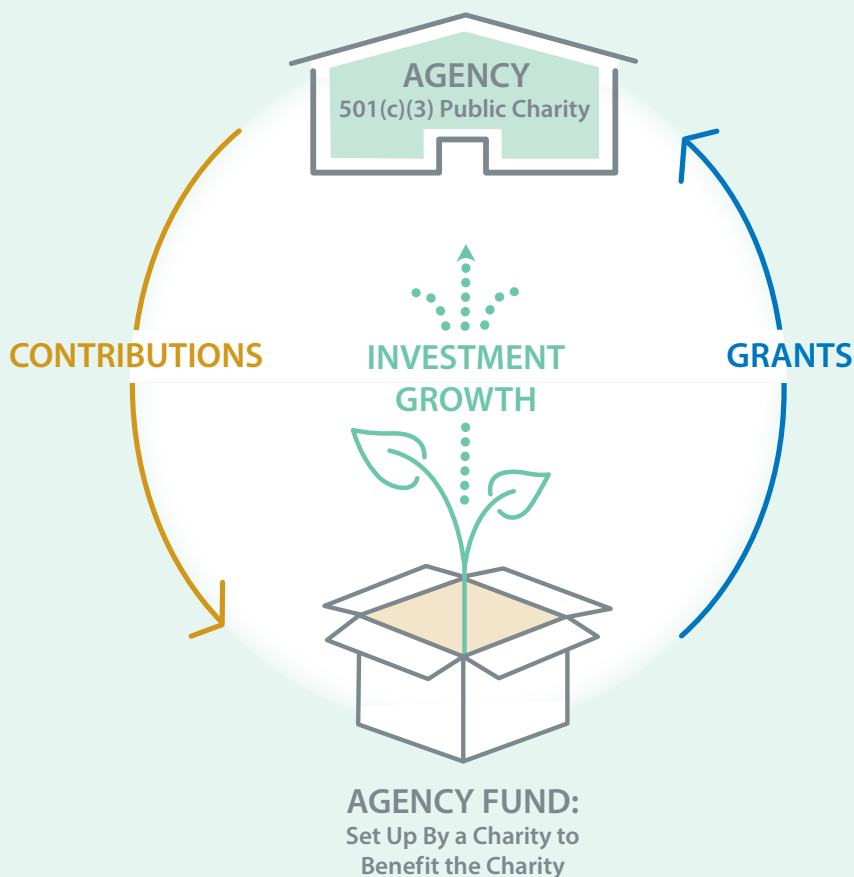 AGENCY
501(c)(3) Public Charity
CONTRIBUTIONS
INVESTMENT
GROWTH
GRANTS
AGENCY FUND:
Set Up By a Charity to
Benefit the Charity